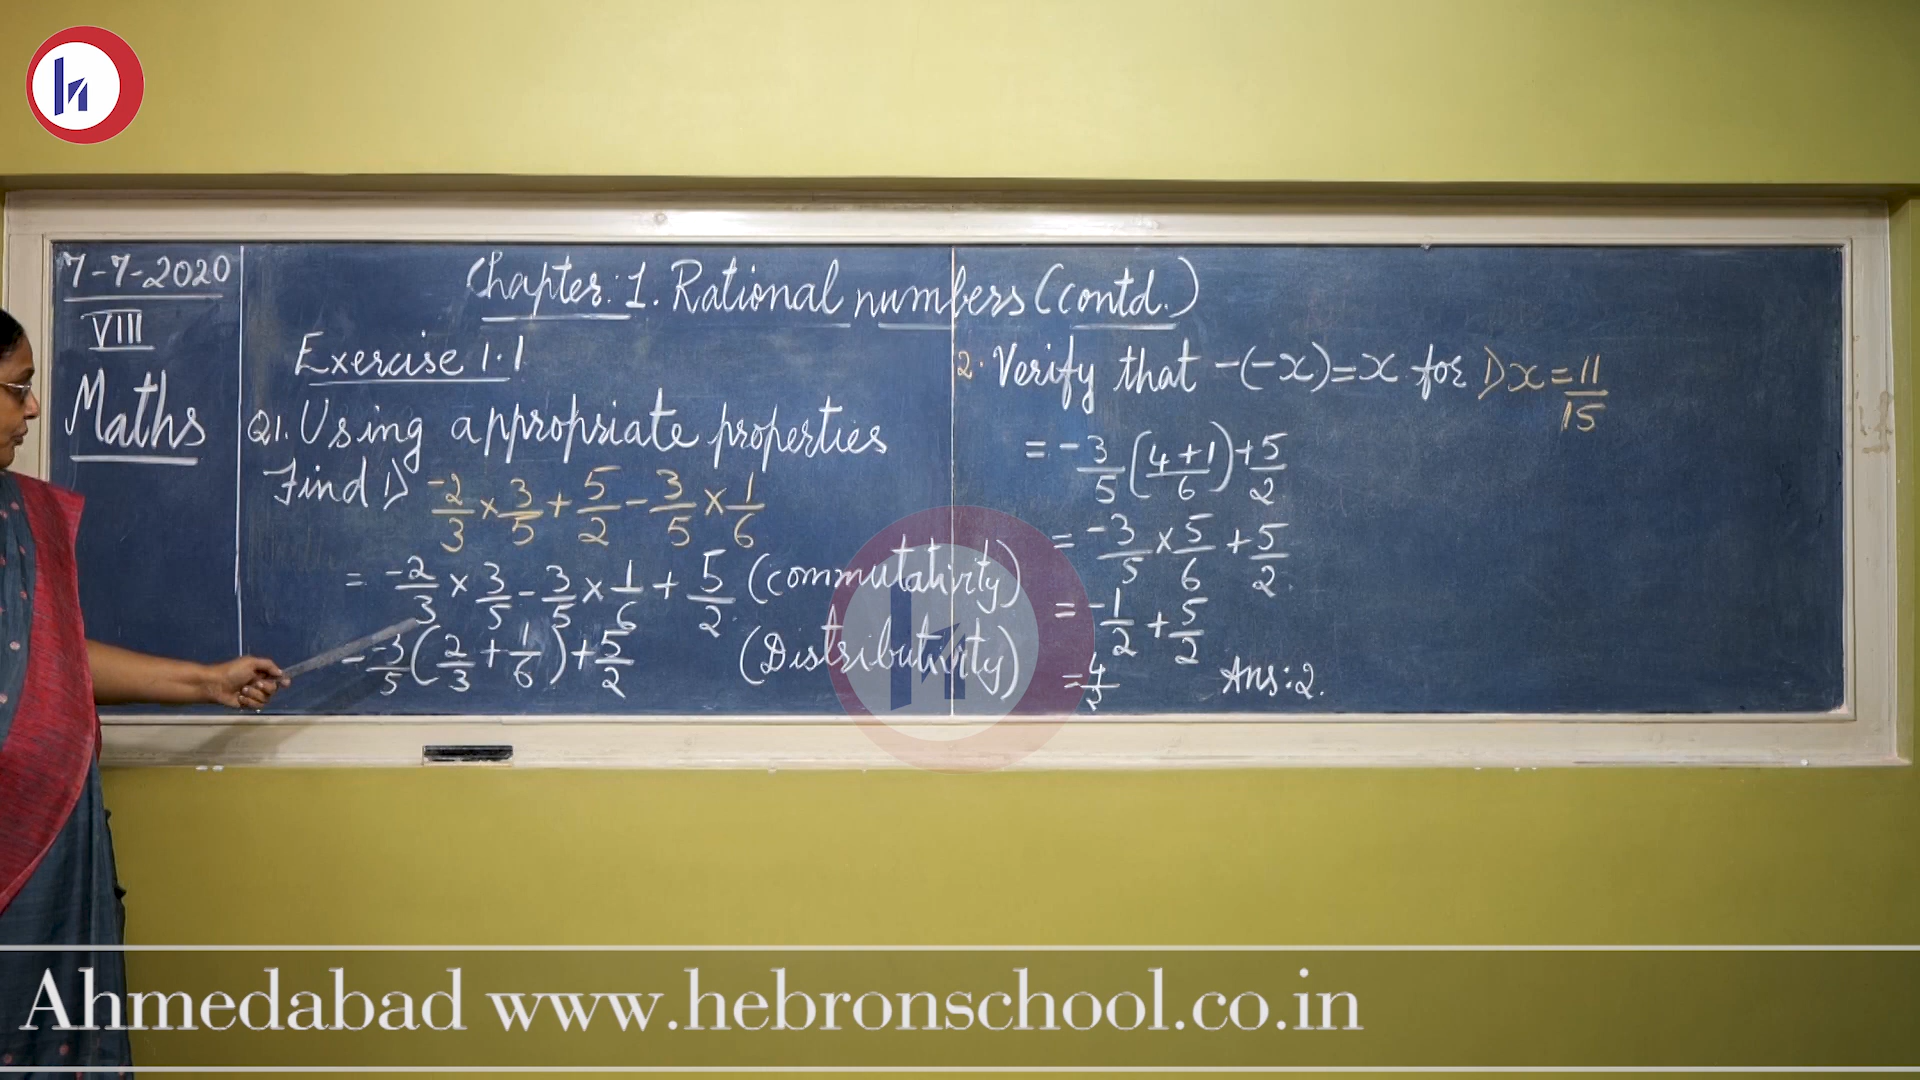 7-7-2020
VIII
Maths
Chapter: 1. Rational numbers (contd.)
Exercise 1.1
Q1. Using appropriate properties
Find 1) -2/3 × 3/5 + 5/2 - 3/5 × 1/6
= -2/3 × 3/5 - 3/5 × 1/6 + 5/2 (commutativity)
= -3/5 (2/3 + 1/6) + 5/2 (Distributivity)
2. Verify that -(-x) = x for 1) x = 11/15
= -3/5 (4+1/6) + 5/2
= -3/5 × 5/6 + 5/2
= -1/2 + 5/2
= 4/2 Ans: 2.
Ahmedabad www.hebronschool.co.in